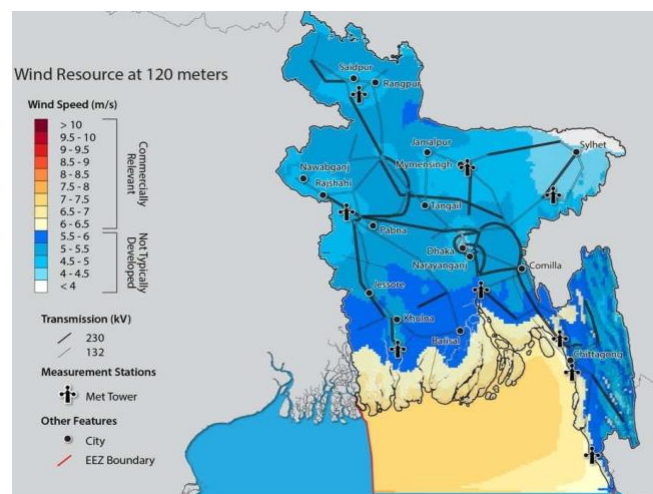 Wind Resource at 120 meters
Wind Speed (m/s)
> 10
9.5 - 10
9 - 9.5
8.5 - 9
8 - 8.5
7.5 - 8
7 - 7.5
6.5 - 7
6 - 6.5
5.5 - 6
5 - 5.5
4.5 - 5
4 - 4.5
< 4
Commercially
Relevant
Not Typically
Developed
Transmission (kV)
230
132
Measurement Stations
Met Tower
Other Features
City
EEZ Boundary
Saidpur
Rangpur
Jamalpur
Mymensingh
Sylhet
Nawabganj
Rajshahi
Tangail
Pabna
Dhaka
Narayanganj
Comilla
Jessore
Khulna
Barisal
Chittagong